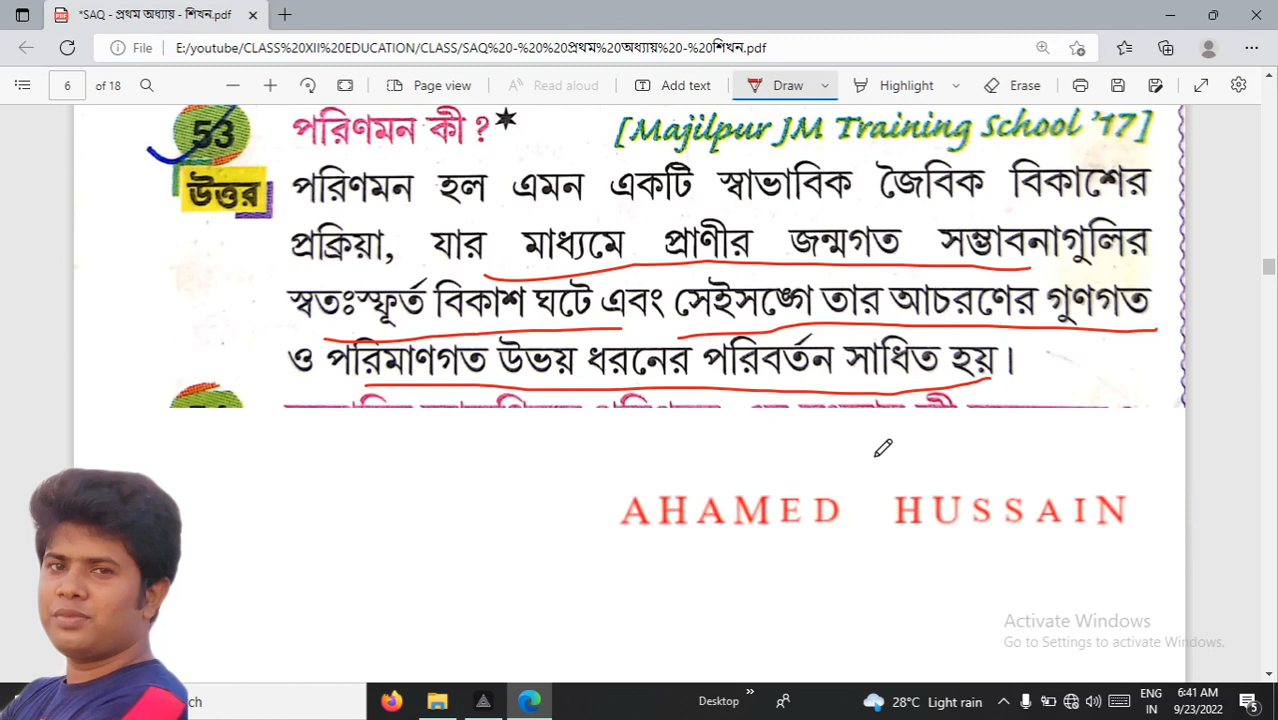 *SAQ - প্রথম অধ্যায় - শিখন.pdf
File E:/youtube/CLASS%20XII%20EDUCATION/CLASS/SAQ%20-%20%20প্রথম%20অধ্যায়%20-%20শিখন.pdf
6 of 18 Page view Read aloud Add text Draw Highlight Erase
53 পরিণমন কী? [Majilpur JM Training School '17]
উত্তর পরিণমন হল এমন একটি স্বাভাবিক জৈবিক বিকাশের
প্রক্রিয়া, যার মাধ্যমে প্রাণীর জন্মগত সম্ভাবনাগুলির
স্বতঃস্ফূর্ত বিকাশ ঘটে এবং সেইসঙ্গে তার আচরণের গুণগত
ও পরিমাণগত উভয় ধরনের পরিবর্তন সাধিত হয়।
AHAMED HUSSAIN
Activate Windows
Go to Settings to activate Windows.
rch Desktop 28°C Light rain ENG 6:41 AM
IN 9/23/2022 5